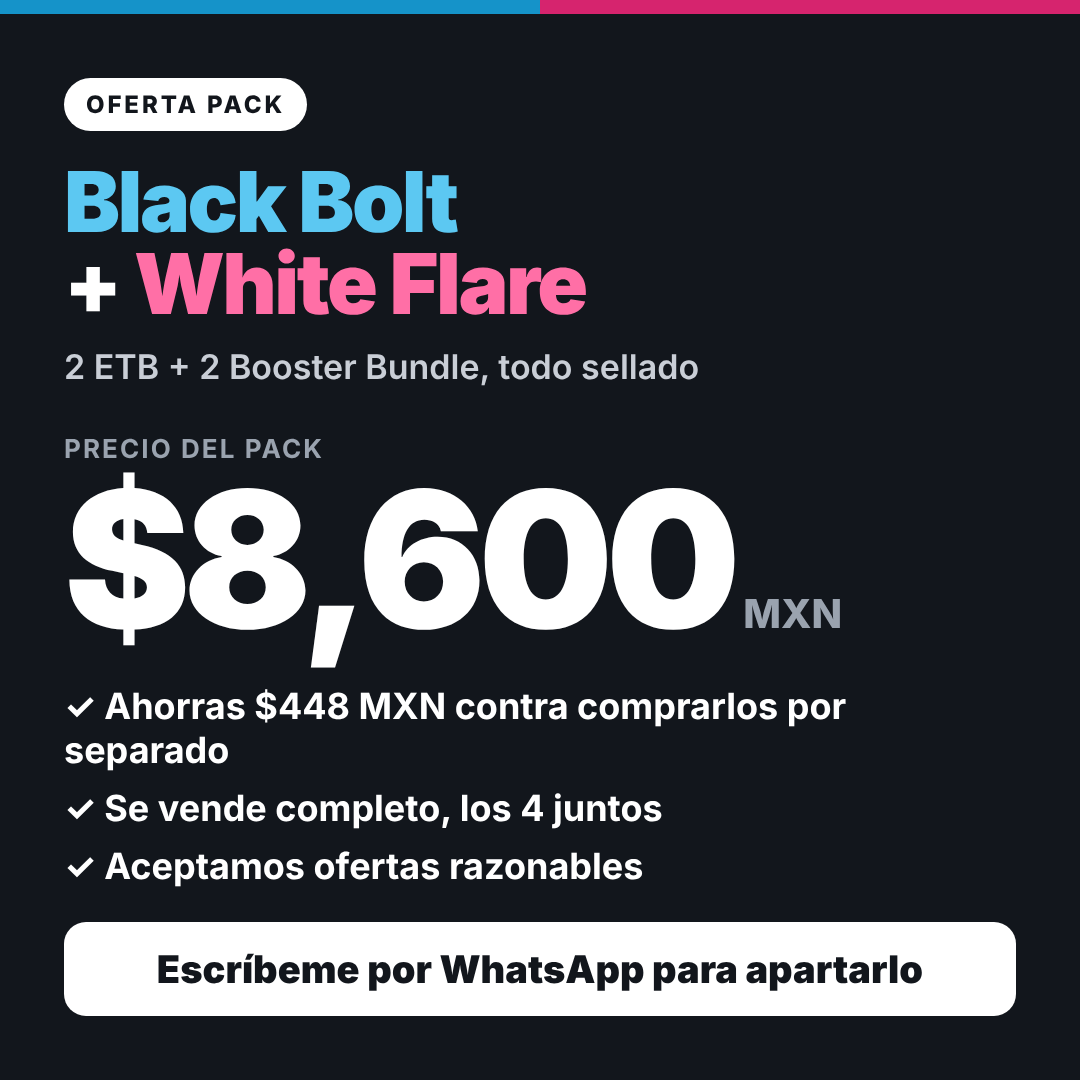 OFERTA PACK
Black Bolt
+ White Flare
2 ETB + 2 Booster Bundle, todo sellado
PRECIO DEL PACK
$8,600 MXN
✓ Ahorras $448 MXN contra comprarlos por
separado
✓ Se vende completo, los 4 juntos
✓ Aceptamos ofertas razonables
Escríbeme por WhatsApp para apartarlo